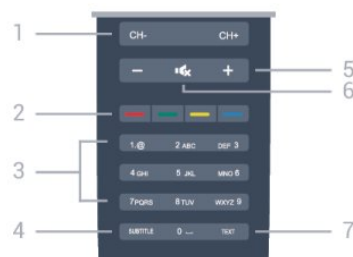 1 CH- CH+
− + 5
6
2
1.@ 2 ABC DEF 3
3 4 GHI 5 JKL MNO 6
7PQRS 8 TUV WXYZ 9
4 SUBTITLE 0 ⎵ TEXT 7